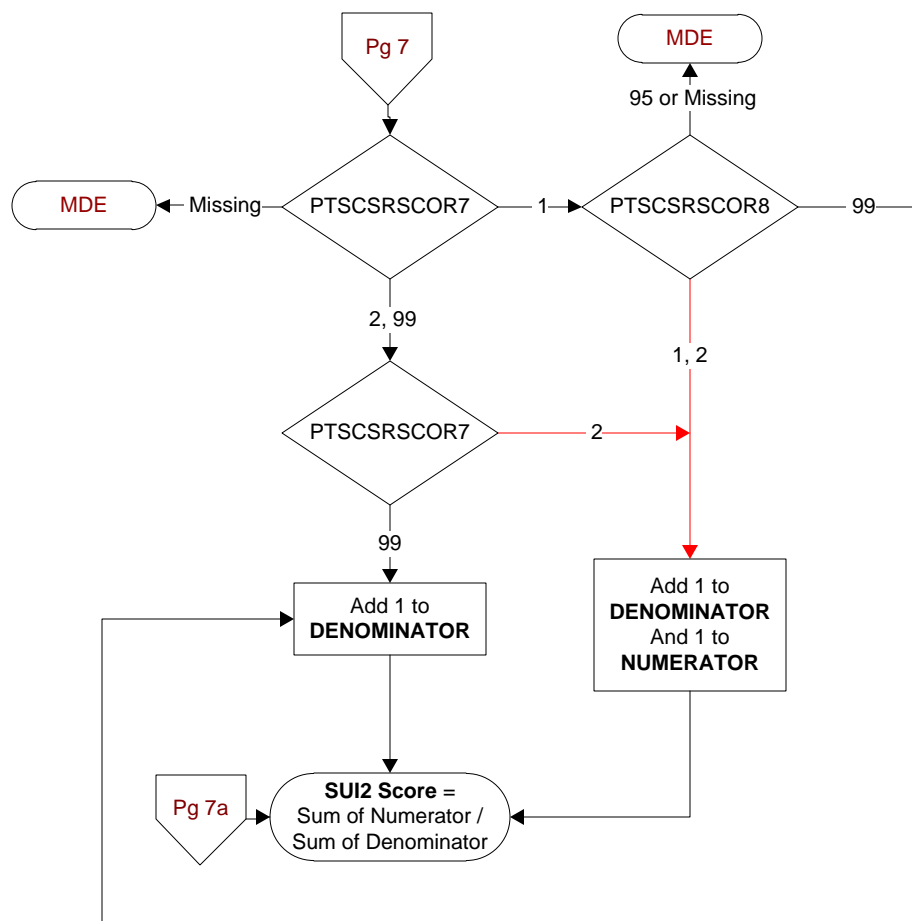 Pg 7
MDE
95 or Missing
MDE
Missing
PTSCSRSCOR7
1
PTSCSRSCOR8
99
2, 99
1, 2
PTSCSRSCOR7
2
99
Add 1 to
DENOMINATOR
Add 1 to
DENOMINATOR
And 1 to
NUMERATOR
Pg 7a
SUI2 Score =
Sum of Numerator /
Sum of Denominator